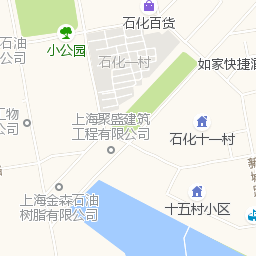 石化百货
小公园
石油
公司
石化一村
如家快捷酒
上海聚盛建筑
工程有限公司
工物
公司
石化十一村
上海金森石油
树脂有限公司
十五村小区